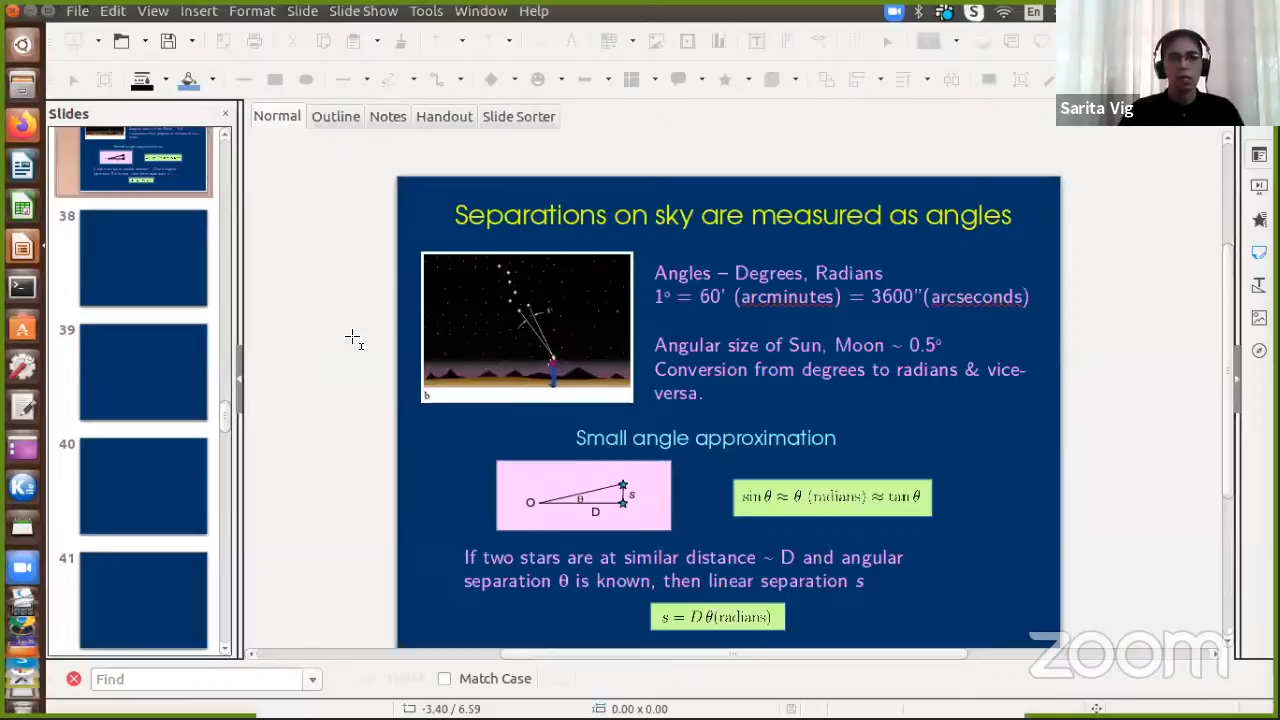 File Edit View Insert Format Slide Slide Show Tools Window Help
S
En
Sarita Vig
Slides
Normal
Outline
Notes
Handout
Slide Sorter
38
39
40
41
Separations on sky are measured as angles
b
Angles – Degrees, Radians
1° = 60' (arcminutes) = 3600"(arcseconds)
Angular size of Sun, Moon ~ 0.5°
Conversion from degrees to radians & vice-
versa.
Small angle approximation
O θ s
D
sin θ ≈ θ (radians) ≈ tan θ
If two stars are at similar distance ~ D and angular
separation θ is known, then linear separation s
s = D θ(radians)
zoom
Find
Match Case
0.00 x 0.00